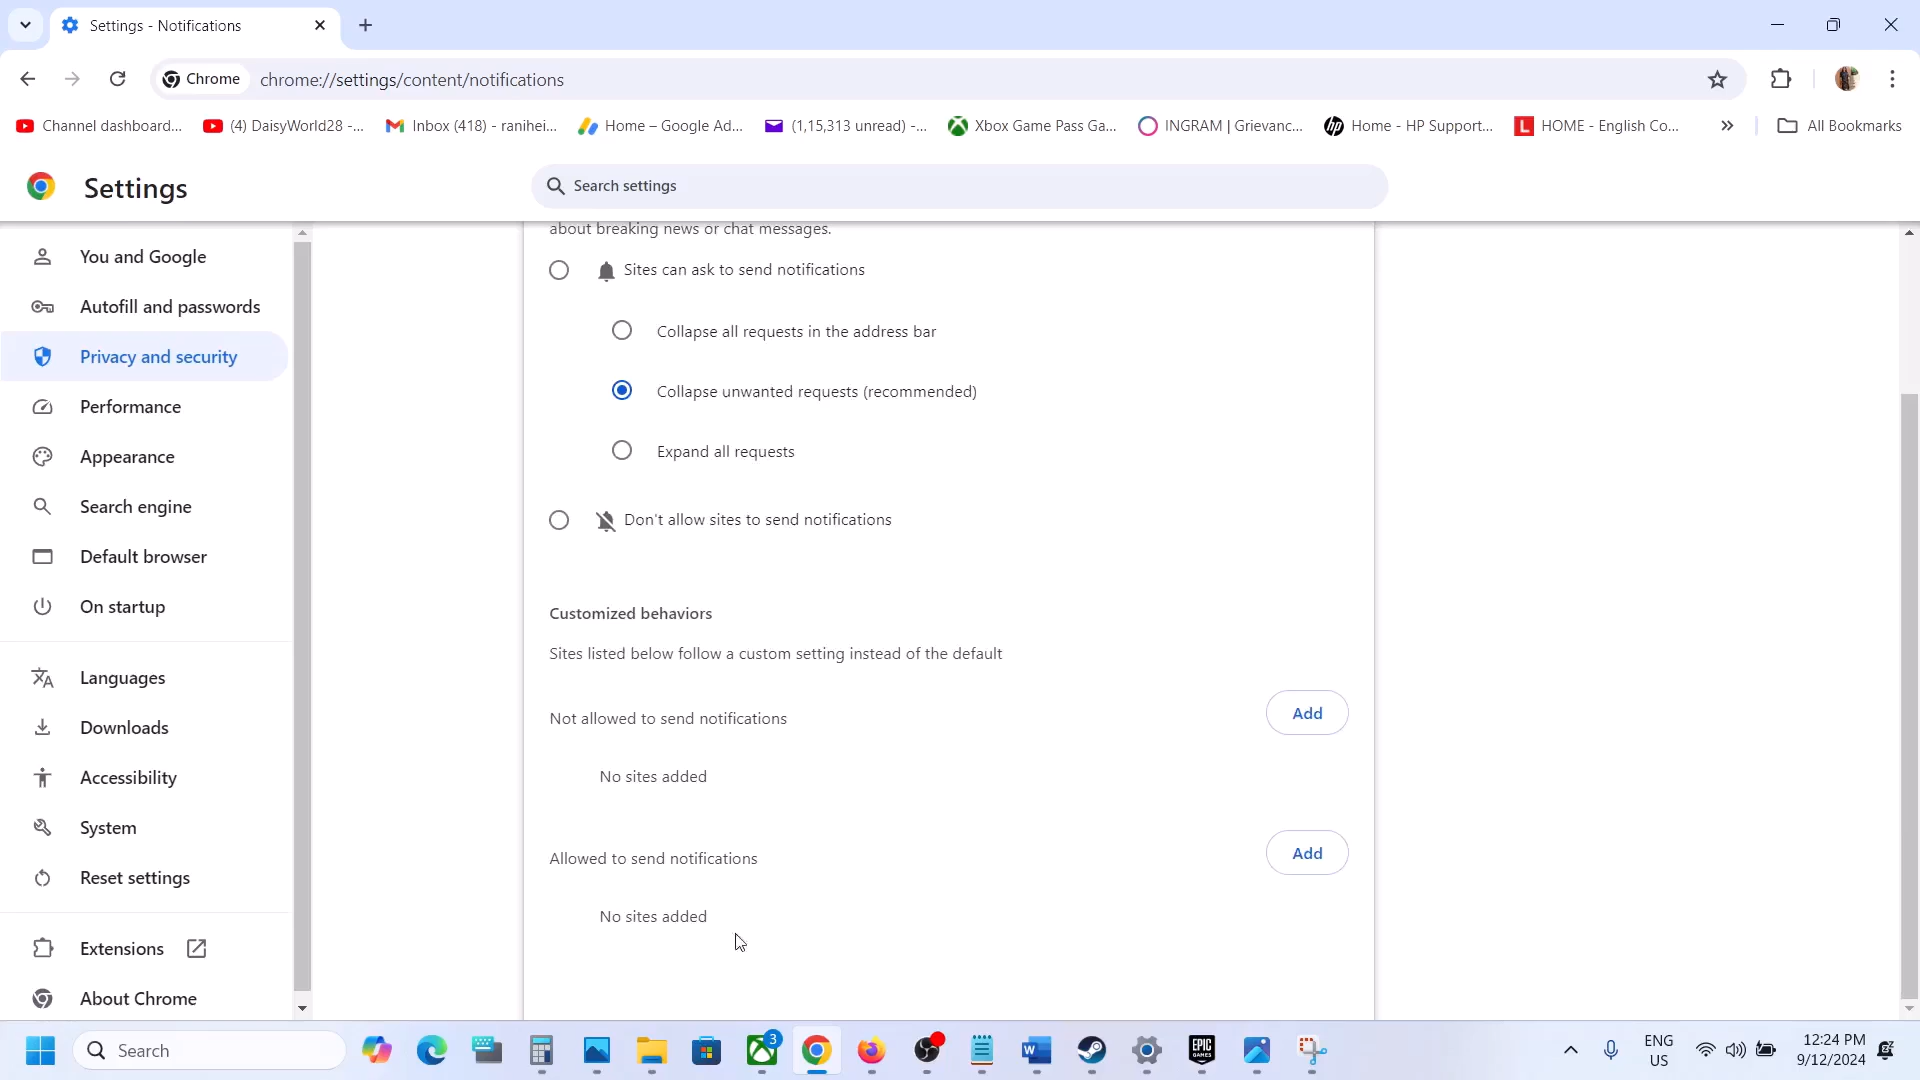 Settings - Notifications
Chrome
chrome://settings/content/notifications
Channel dashboard...
(4) DaisyWorld28 -...
Inbox (418) - ranihei...
Home – Google Ad...
(1,15,313 unread) -...
Xbox Game Pass Ga...
INGRAM | Grievanc...
hp
Home - HP Support...
L
HOME - English Co...
All Bookmarks
Settings
Search settings
You and Google
Autofill and passwords
Privacy and security
Performance
Appearance
Search engine
Default browser
On startup
Languages
Downloads
Accessibility
System
Reset settings
Extensions
About Chrome
about breaking news or chat messages.
Sites can ask to send notifications
Collapse all requests in the address bar
Collapse unwanted requests (recommended)
Expand all requests
Don't allow sites to send notifications
Customized behaviors
Sites listed below follow a custom setting instead of the default
Not allowed to send notifications
Add
No sites added
Allowed to send notifications
Add
No sites added
Search
3
EPIC
GAMES
ENG
US
12:24 PM
9/12/2024